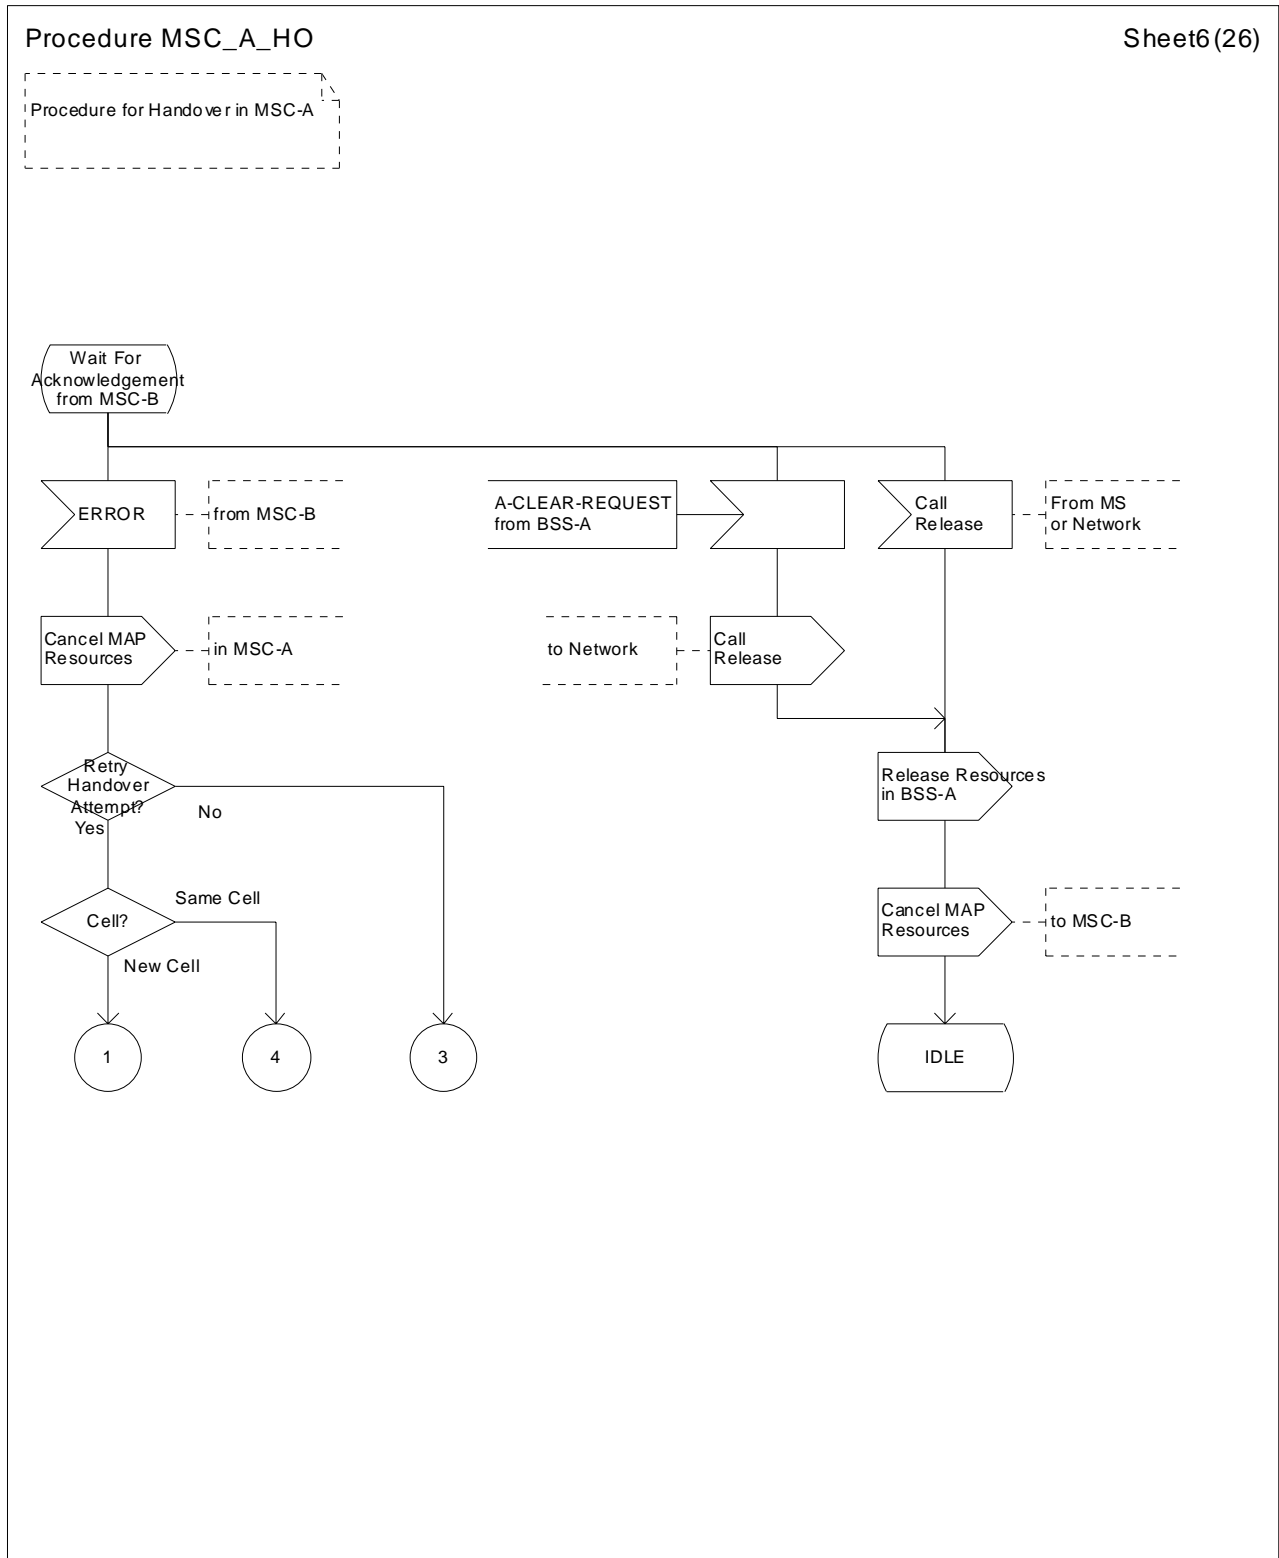 Procedure MSC_A_HO
Sheet6(26)
Procedure for Handover in MSC-A
Wait For
Acknowledgement
from MSC-B
ERROR
from MSC-B
A-CLEAR-REQUEST
from BSS-A
Call
Release
From MS
or Network
Cancel MAP
Resources
in MSC-A
to Network
Call
Release
Retry
Handover
Attempt?
Yes
No
Release Resources
in BSS-A
Cell?
Same Cell
New Cell
Cancel MAP
Resources
to MSC-B
1
4
3
IDLE